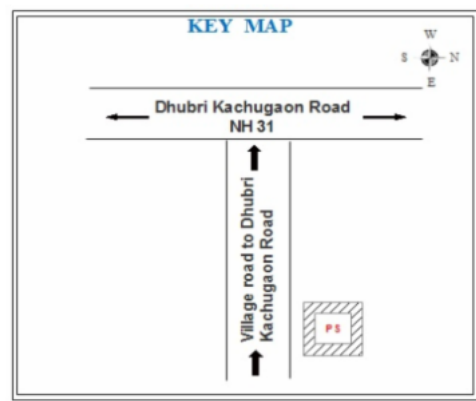 KEY MAP
W
S N
E
Dhubri Kachugaon Road
NH 31
Village road to Dhubri
Kachugaon Road
PS